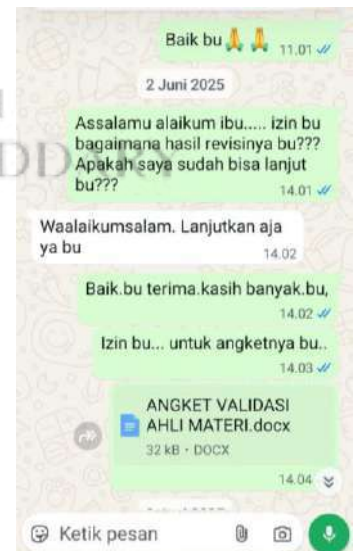 Baik bu🙏🙏 11.01
2 Juni 2025
Assalamu alaikum ibu..... izin bu
bagaimana hasil revisinya bu???
Apakah saya sudah bisa lanjut
bu???
14.01
Waalaikumsalam. Lanjutkan aja
ya bu
14.02
Baik.bu terima.kasih banyak.bu,
14.02
Izin bu... untuk angketnya bu..
14.03
ANGKET VALIDASI
AHLI MATERI.docx
32 kB • DOCX
14.04
Ketik pesan